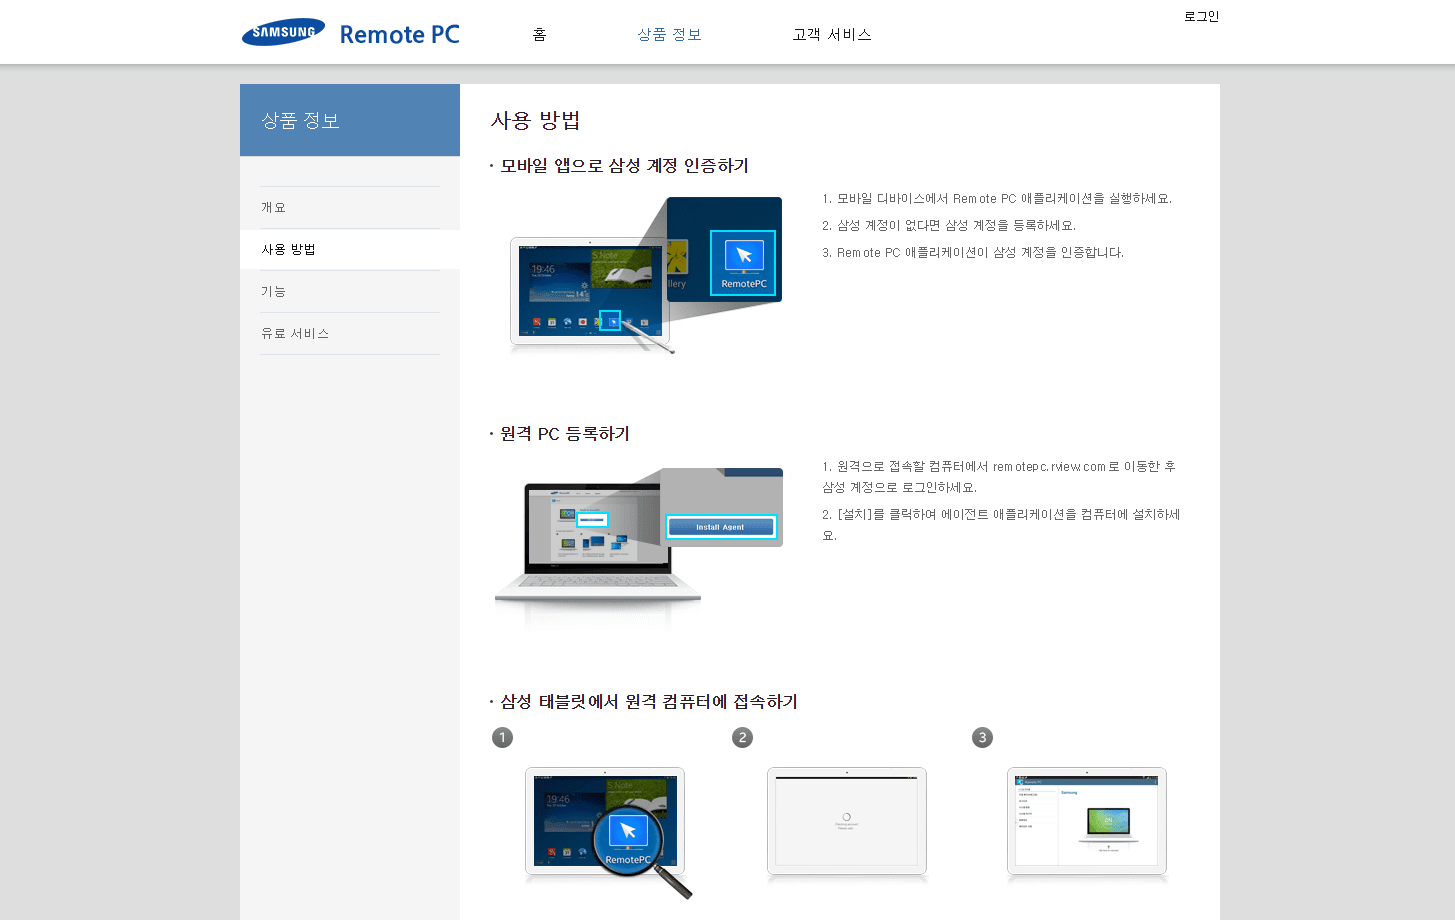 로그인
SAMSUNG Remote PC
홈
상품 정보
고객 서비스
상품 정보
개요
사용 방법
기능
유료 서비스
사용 방법
· 모바일 앱으로 삼성 계정 인증하기
19:46
S Note
14°
llery
RemotePC
1. 모바일 디바이스에서 Remote PC 애플리케이션을 실행하세요.
2. 삼성 계정이 없다면 삼성 계정을 등록하세요.
3. Remote PC 애플리케이션이 삼성 계정을 인증합니다.
· 원격 PC 등록하기
Install Agent
1. 원격으로 접속할 컴퓨터에서 remotepc.rview.com로 이동한 후
삼성 계정으로 로그인하세요.
2. [설치]를 클릭하여 에이전트 애플리케이션을 컴퓨터에 설치하세
요.
· 삼성 태블릿에서 원격 컴퓨터에 접속하기
1
2
3
19:46
S Note
RemotePC
Remote PC
Samsung
ON